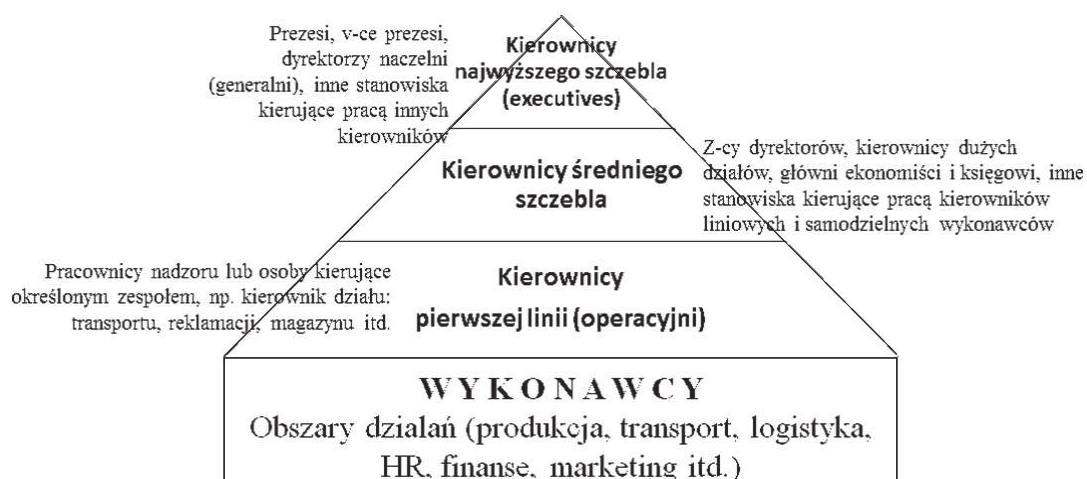 Prezesi, v-ce prezesi,
dyrektorzy naczelni
(generalni), inne stanowiska
kierujące pracą innych
kierowników
Kierownicy
najwyższego szczebla
(executives)
Kierownicy średniego
szczebla
Z-cy dyrektorów, kierownicy dużych
działów, główni ekonomiści i księgowi, inne
stanowiska kierujące pracą kierowników
liniowych i samodzielnych wykonawców
Pracownicy nadzoru lub osoby kierujące
określonym zespołem, np. kierownik działu:
transportu, reklamacji, magazynu itd.
Kierownicy
pierwszej linii (operacyjni)
WYKONAWCY
Obszary działań (produkcja, transport, logistyka,
HR, finanse, marketing itd.)